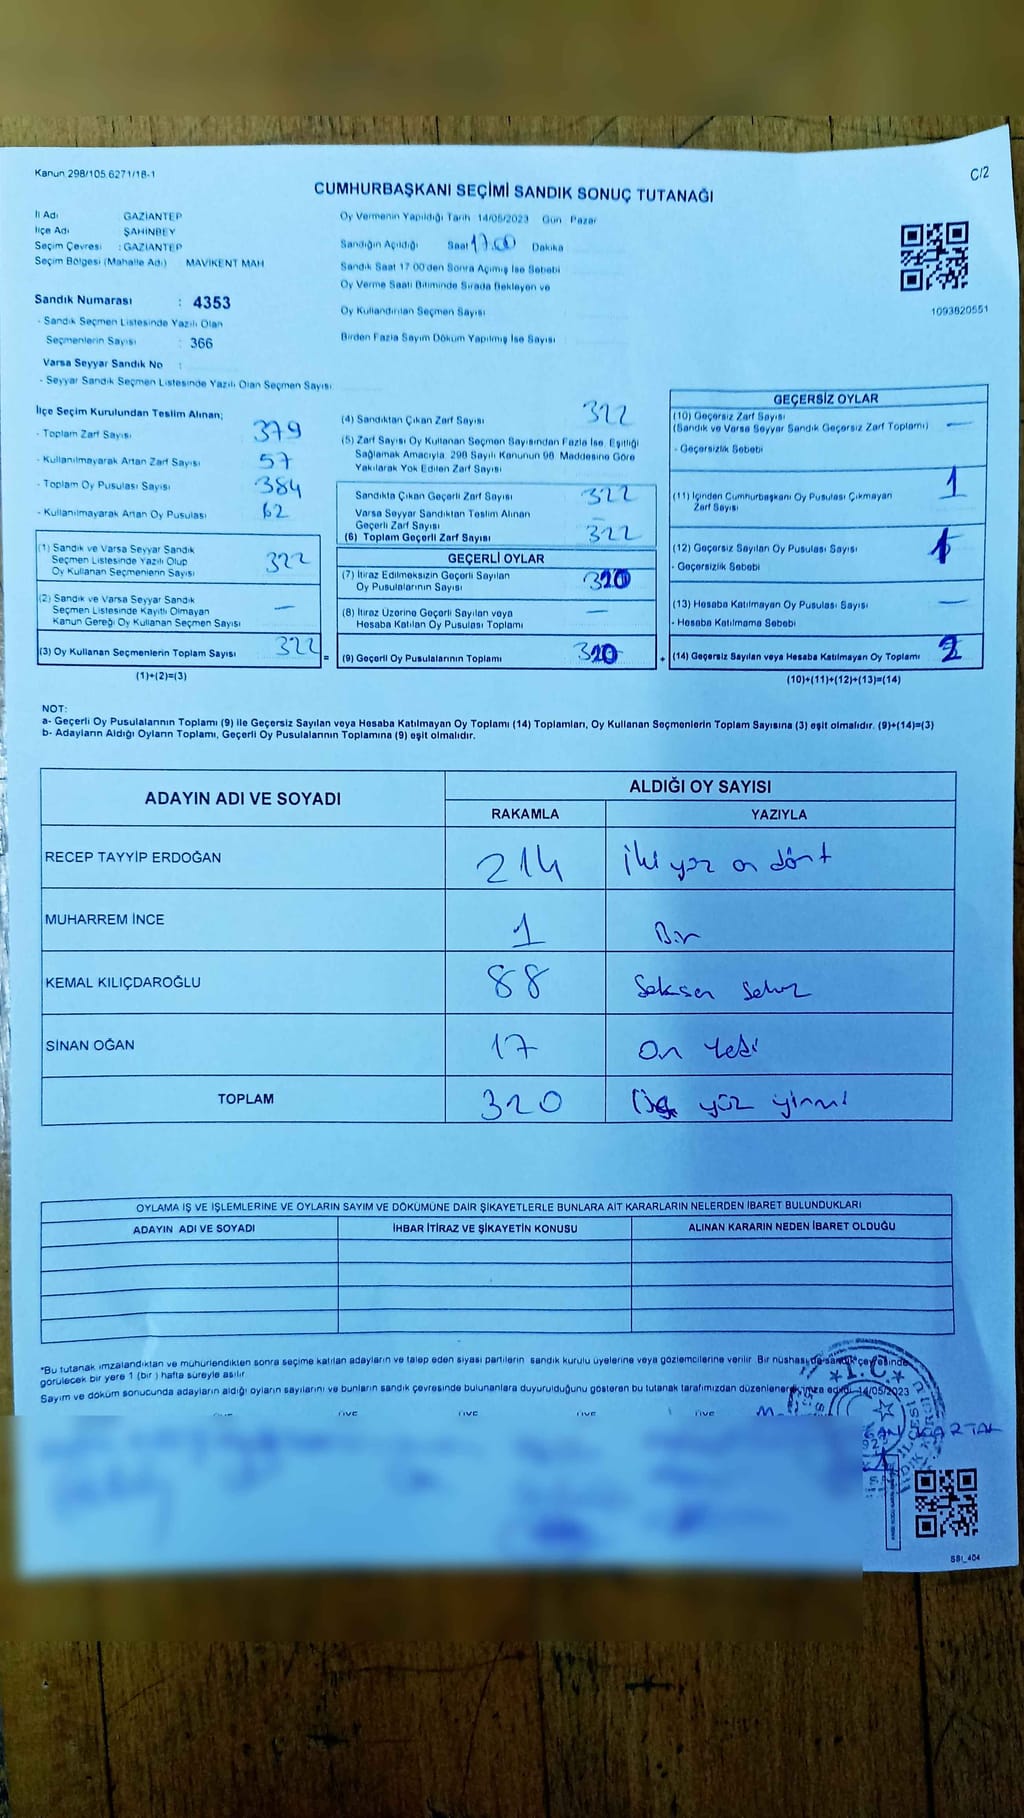 Kanun 298/105 6271/18-1
C/2
CUMHURBAŞKANI SEÇİMİ SANDIK SONUÇ TUTANAĞI
İl Adı GAZİANTEP
İlçe Adı ŞAHİNBEY
Seçim Çevresi : GAZİANTEP
Seçim Bölgesi (Mahalle Adı) MAVİKENT MAH
Sandık Numarası : 4353
- Sandık Seçmen Listesinde Yazılı Olan
Seçmenlerin Sayısı : 366
Varsa Seyyar Sandık No :
- Seyyar Sandık Seçmen Listesinde Yazılı Olan Seçmen Sayısı
Oy Vermenin Yapıldığı Tarih 14/05/2023 Gün Pazar
Sandığın Açıldığı Saat 17.00 Dakika
Sandık Saat 17 00'den Sonra Açılmış İse Sebebi
Oy Verme Saati Bitiminde Sırada Bekleyen ve
Oy Kullandırılan Seçmen Sayısı
Birden Fazla Sayım Döküm Yapılmış İse Sayısı
1093820551
İlçe Seçim Kurulundan Teslim Alınan;
- Toplam Zarf Sayısı 379
- Kullanılmayarak Artan Zarf Sayısı 57
- Toplam Oy Pusulası Sayısı 384
- Kullanılmayarak Artan Oy Pusulası 62
(1) Sandık ve Varsa Seyyar Sandık
Seçmen Listesinde Yazılı Olup
Oy Kullanan Seçmenlerin Sayısı 322
(2) Sandık ve Varsa Seyyar Sandık
Seçmen Listesinde Kayıtlı Olmayan
Kanun Gereği Oy Kullanan Seçmen Sayısı —
(3) Oy Kullanan Seçmenlerin Toplam Sayısı 322
(1)+(2)=(3)
(4) Sandıktan Çıkan Zarf Sayısı 322
(5) Zarf Sayısı Oy Kullanan Seçmen Sayısından Fazla İse, Eşitliği
Sağlamak Amacıyla 298 Sayılı Kanunun 98. Maddesine Göre
Yakılarak Yok Edilen Zarf Sayısı
Sandıkta Çıkan Geçerli Zarf Sayısı 322
Varsa Seyyar Sandıktan Teslim Alınan
Geçerli Zarf Sayısı —
(6) Toplam Geçerli Zarf Sayısı 322
GEÇERLİ OYLAR
(7) İtiraz Edilmeksizin Geçerli Sayılan
Oy Pusulalarının Sayısı 320
(8) İtiraz Üzerine Geçerli Sayılan veya
Hesaba Katılan Oy Pusulası Toplamı —
= (9) Geçerli Oy Pusulalarının Toplamı 320
GEÇERSİZ OYLAR
(10) Geçersiz Zarf Sayısı
(Sandık ve Varsa Seyyar Sandık Geçersiz Zarf Toplamı) —
- Geçersizlik Sebebi
(11) İçinden Cumhurbaşkanı Oy Pusulası Çıkmayan
Zarf Sayısı 1
(12) Geçersiz Sayılan Oy Pusulası Sayısı 1
- Geçersizlik Sebebi
(13) Hesaba Katılmayan Oy Pusulası Sayısı —
- Hesaba Katılmama Sebebi
+ (14) Geçersiz Sayılan veya Hesaba Katılmayan Oy Toplamı 2
(10)+(11)+(12)+(13)=(14)
NOT:
a- Geçerli Oy Pusulalarının Toplamı (9) ile Geçersiz Sayılan veya Hesaba Katılmayan Oy Toplamı (14) Toplamları, Oy Kullanan Seçmenlerin Toplam Sayısına (3) eşit olmalıdır. (9)+(14)=(3)
b- Adayların Aldığı Oyların Toplamı, Geçerli Oy Pusulalarının Toplamına (9) eşit olmalıdır.
ADAYIN ADI VE SOYADI
ALDIĞI OY SAYISI
RAKAMLA YAZIYLA
RECEP TAYYİP ERDOĞAN 214 İki yüz on dört
MUHARREM İNCE 1 Bir
KEMAL KILIÇDAROĞLU 88 Seksen Sekiz
SİNAN OĞAN 17 On Yedi
TOPLAM 320 Üç yüz yirmi
OYLAMA İŞ VE İŞLEMLERİNE VE OYLARIN SAYIM VE DÖKÜMÜNE DAİR ŞİKAYETLERLE BUNLARA AİT KARARLARIN NELERDEN İBARET BULUNDUKLARI
ADAYIN ADI VE SOYADI İHBAR İTİRAZ VE ŞİKAYETİN KONUSU ALINAN KARARIN NEDEN İBARET OLDUĞU
*Bu tutanak imzalandıktan ve mühürlendikten sonra seçime katılan adayların ve talep eden siyasi partilerin sandık kurulu üyelerine veya gözlemcilerine verilir. Bir nüshası da sandık çevresinde
görülecek bir yere 1 (bir) hafta süreyle asılır.
Sayım ve döküm sonucunda adayların aldığı oyların sayılarını ve bunların sandık çevresinde bulunanlara duyurulduğunu gösteren bu tutanak tarafımızdan düzenlenerek imza edildi. 14/05/2023
T.C.
KARTAL
SSI_404